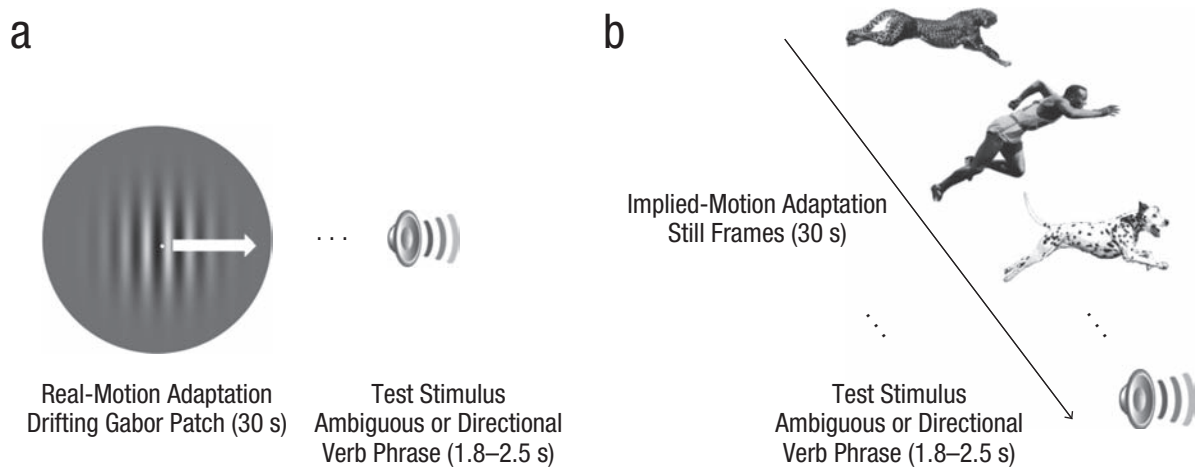 a
Real-Motion Adaptation
Drifting Gabor Patch (30 s)
. . .
Test Stimulus
Ambiguous or Directional
Verb Phrase (1.8–2.5 s)
b
Implied-Motion Adaptation
Still Frames (30 s)
. . .
. . .
Test Stimulus
Ambiguous or Directional
Verb Phrase (1.8–2.5 s)